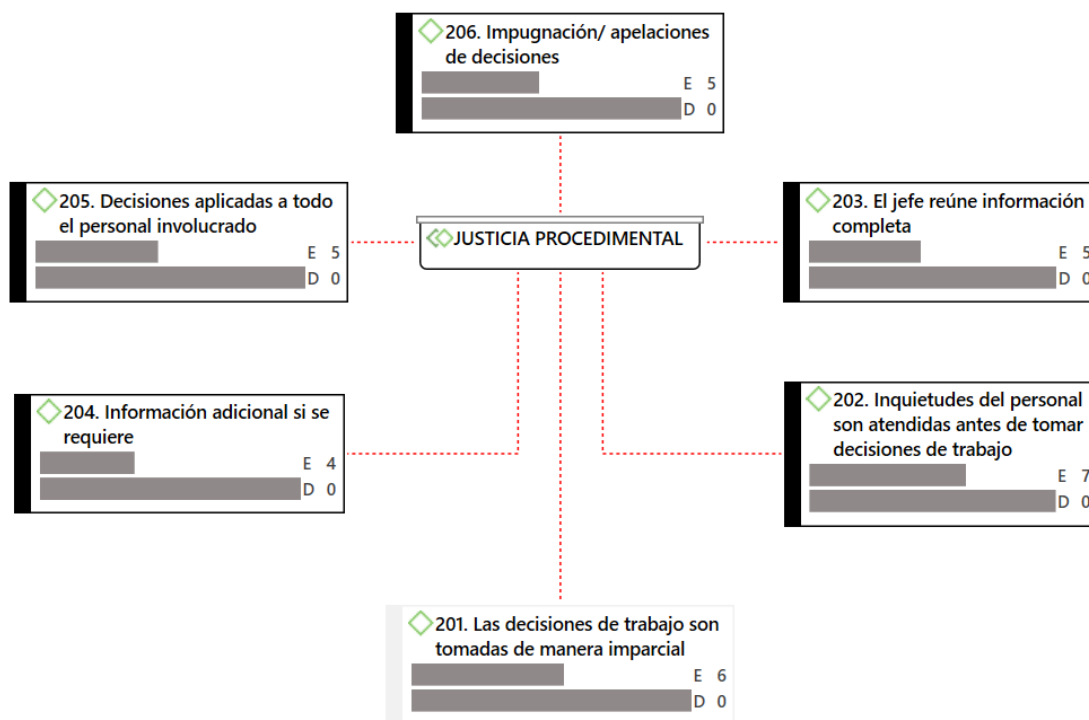 206. Impugnación/ apelaciones
de decisiones
E 5
D 0
205. Decisiones aplicadas a todo
el personal involucrado
E 5
D 0
JUSTICIA PROCEDIMENTAL
203. El jefe reúne información
completa
E 5
D 0
204. Información adicional si se
requiere
E 4
D 0
202. Inquietudes del personal
son atendidas antes de tomar
decisiones de trabajo
E 7
D 0
201. Las decisiones de trabajo son
tomadas de manera imparcial
E 6
D 0